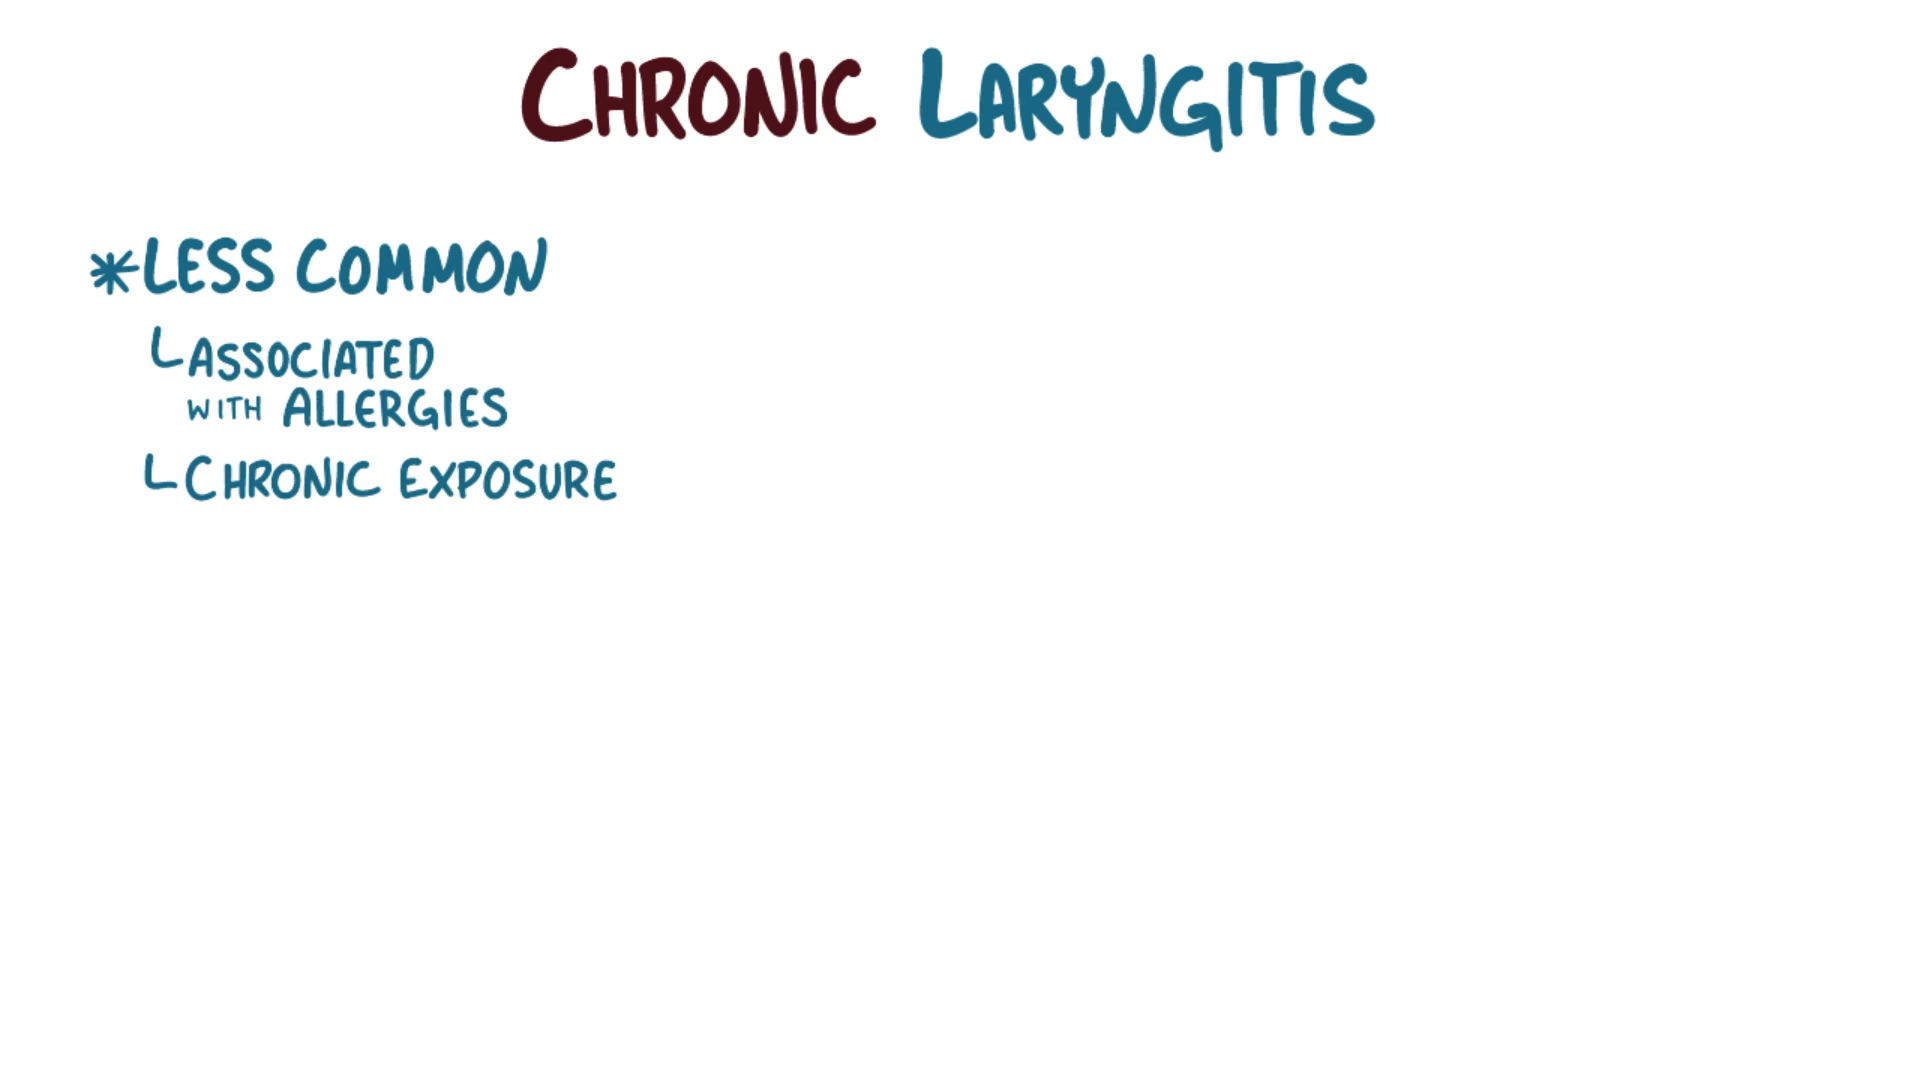 CHRONIC LARYNGITIS
*LESS COMMON
ASSOCIATED
WITH ALLERGIES
CHRONIC EXPOSURE